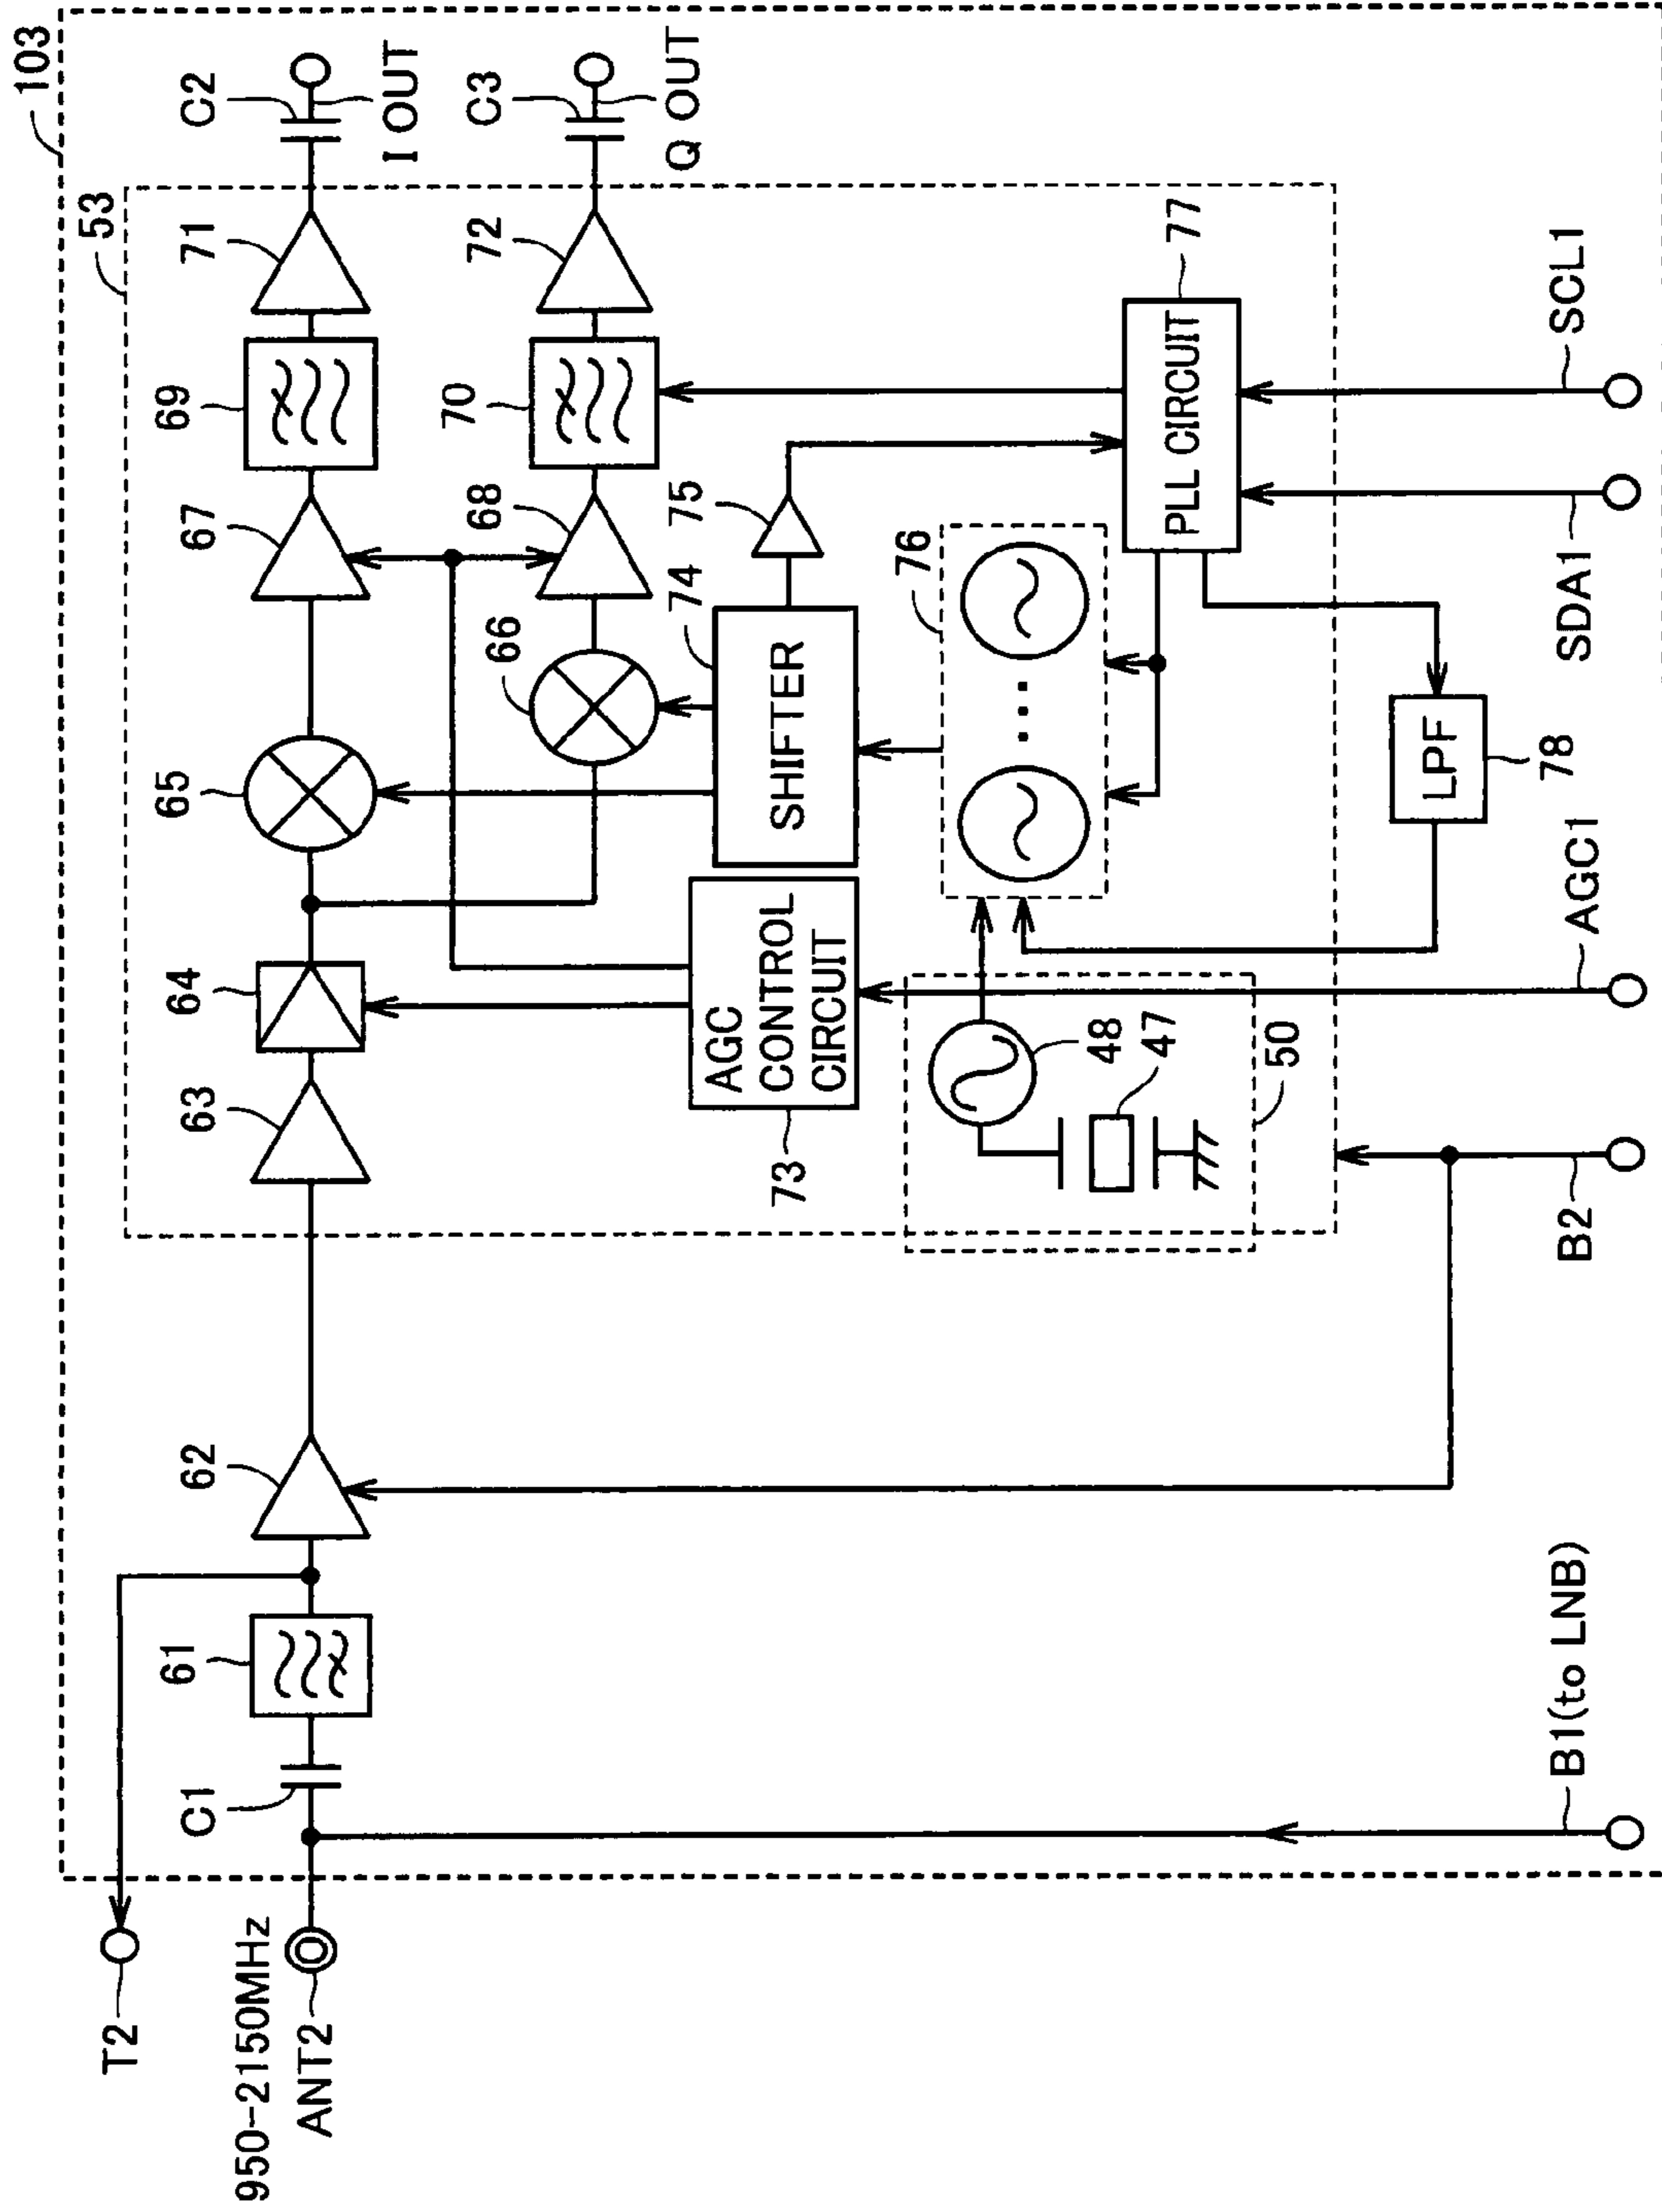 103
53
T2
950-2150MHz
ANT2
C1
61
62
63
64
65
67
69
71
C2
I OUT
66
68
70
72
C3
Q OUT
AGC
CONTROL
CIRCUIT
73
SHIFTER
74
75
76
PLL CIRCUIT
77
48
47
50
LPF
78
B1(to LNB)
B2
AGC1
SDA1
SCL1